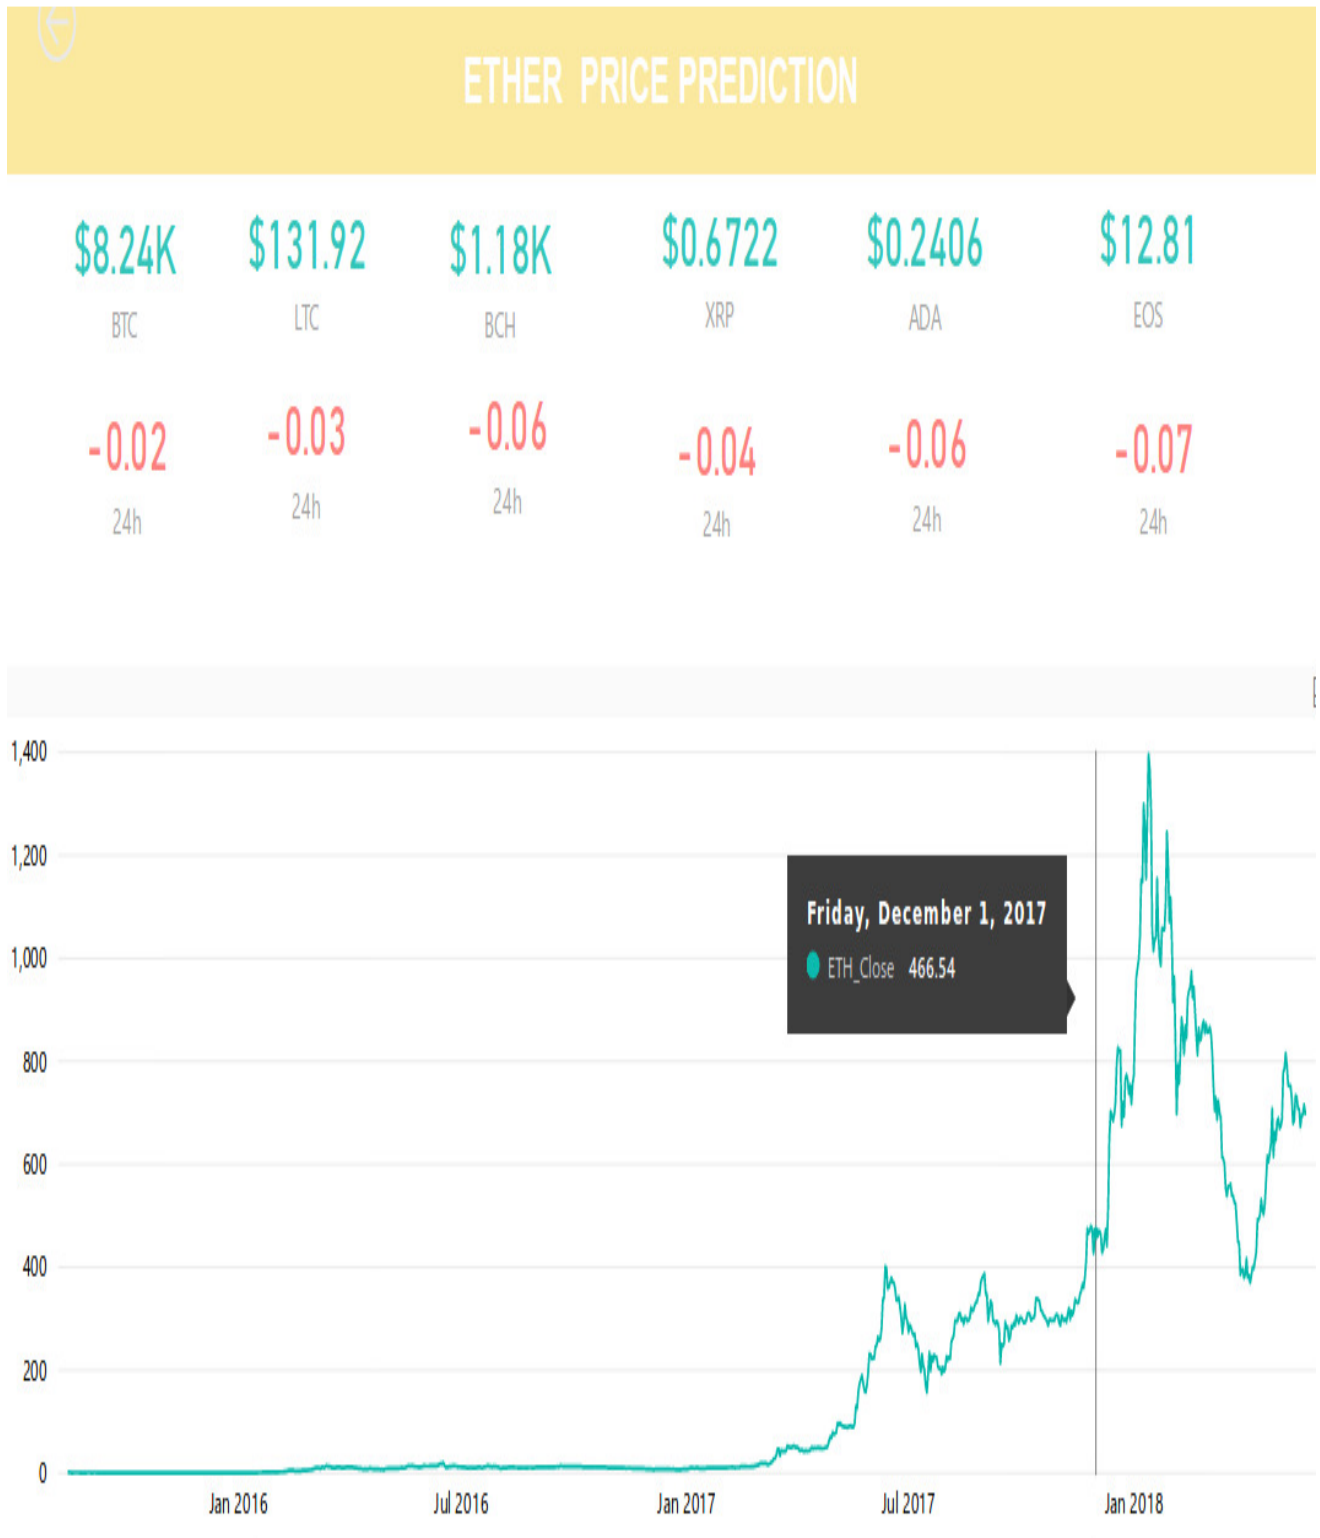 ETHER PRICE PREDICTION
$8.24K $131.92 $1.18K $0.6722 $0.2406 $12.81
BTC LTC BCH XRP ADA EOS
-0.02 -0.03 -0.06 -0.04 -0.06 -0.07
24h 24h 24h 24h 24h 24h
1,400
1,200
Friday, December 1, 2017
1,000
ETH_Close 466.54
800
600
400
200
0
Jan 2016 Jul 2016 Jan 2017 Jul 2017 Jan 2018